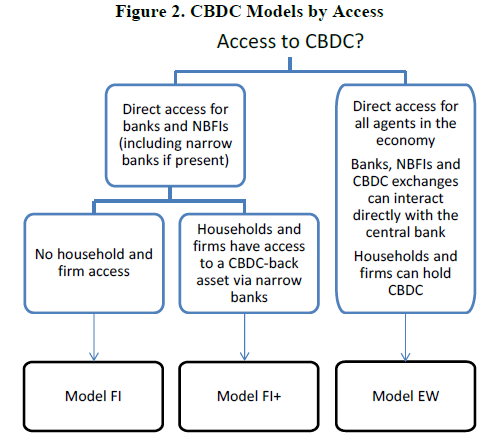 Figure 2. CBDC Models by Access
Access to CBDC?
Direct access for
banks and NBFIs
(including narrow
banks if present)
Direct access for
all agents in the
economy
Banks, NBFIs and
CBDC exchanges
can interact
directly with the
central bank
Households and
firms can hold
CBDC
No household and
firm access
Households and
firms have access
to a CBDC-back
asset via narrow
banks
Model FI
Model FI+
Model EW